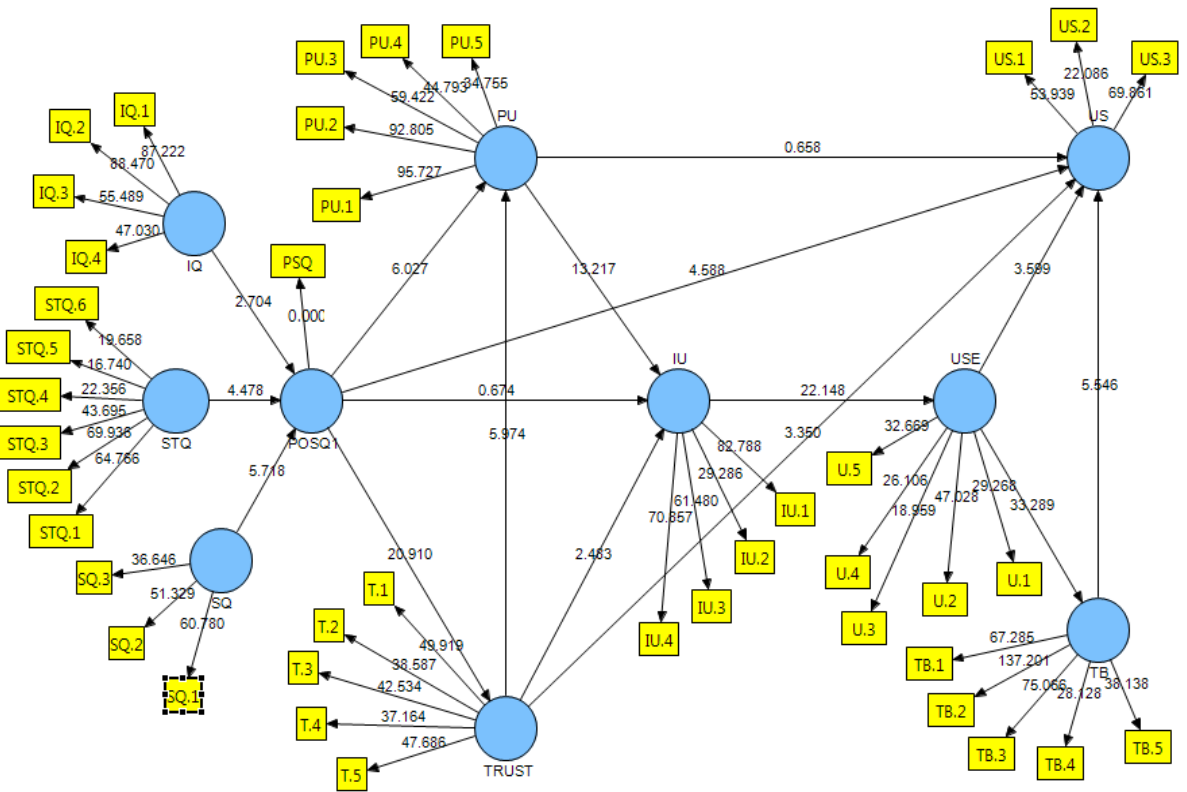 US.2
PU.4
PU.5
PU.3
US.1
US.3
22.086
44.793
34.755
59.422
53.939
69.861
IQ.1
PU
US
IQ.2
PU.2
92.805
87.222
0.658
88.470
95.727
IQ.3
55.489
PU.1
47.030
IQ.4
IQ
PSQ
6.027
13.217
4.588
3.599
2.704
STQ.6
0.000
19.658
STQ.5
16.740
IU
USE
STQ.4
22.356
4.478
0.674
22.148
5.546
43.695
STQ.3
69.936
STQ
POSQ1
5.974
3.350
32.669
64.766
82.788
STQ.2
5.718
29.286
U.5
26.106
29.268
61.480
47.028
IU.1
33.289
18.959
70.857
STQ.1
20.910
2.483
IU.2
36.646
SQ.3
U.4
U.1
T.1
51.329
SQ
U.2
IU.3
60.780
T.2
U.3
SQ.2
49.919
IU.4
67.285
38.587
137.201
TB.1
T.3
TB
42.534
75.066
38.138
28.128
SQ.1
TB.2
T.4
37.164
47.686
TB.3
TB.5
TB.4
T.5
TRUST